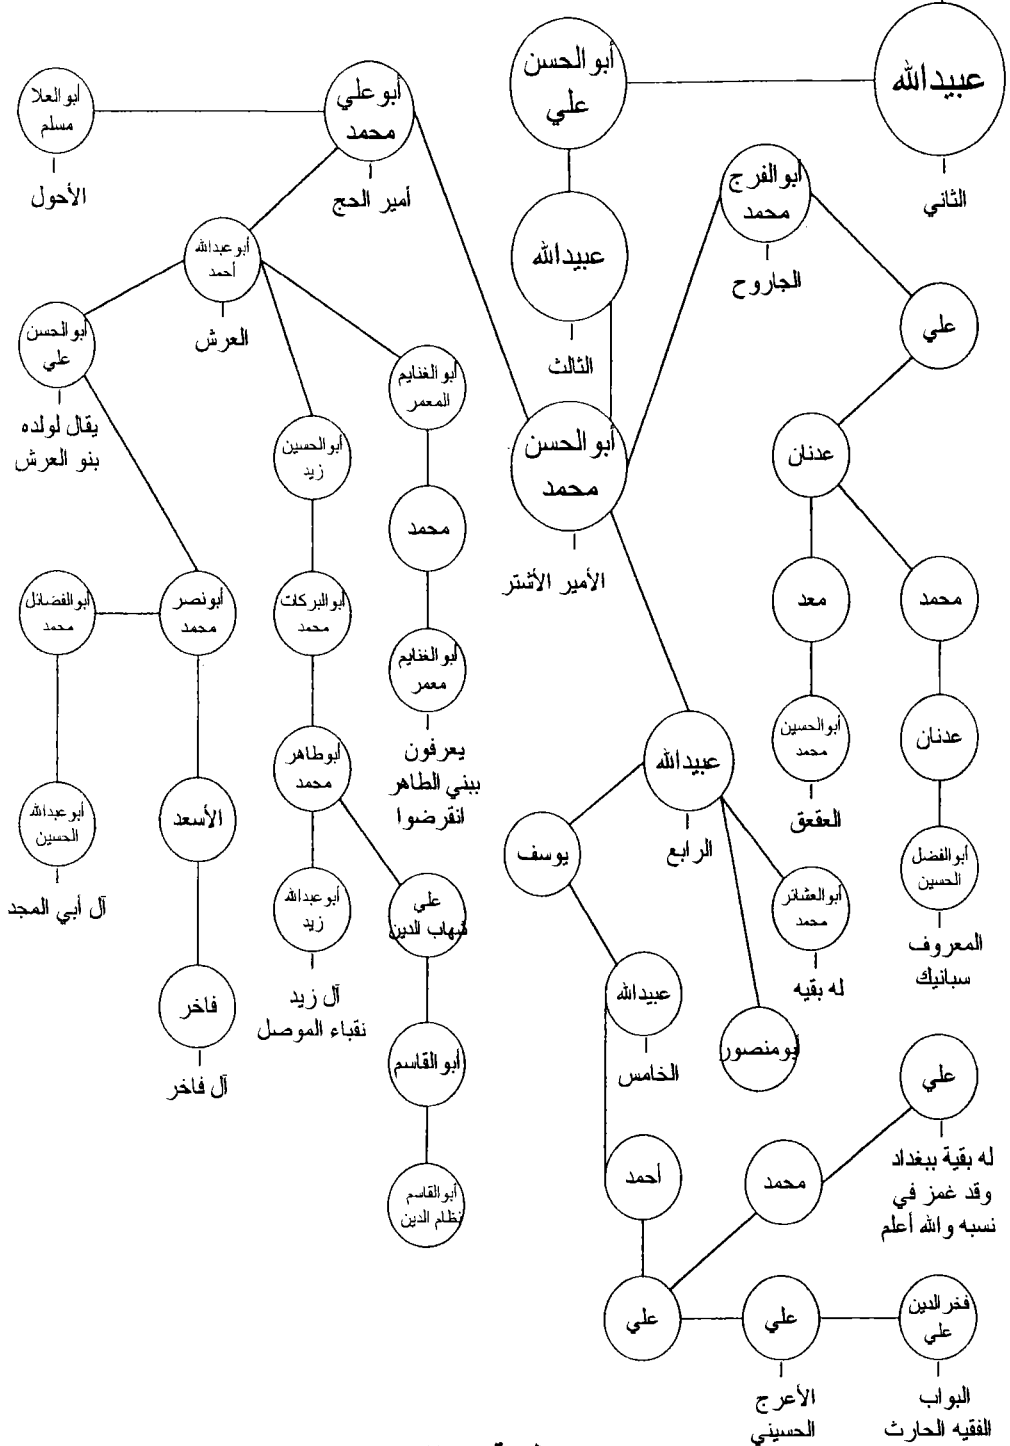 عبيدالله
الثاني
أبو الحسن
علي
عبيدالله
الثالث
أبو الحسن
محمد
الأمير الأشتر
أبو الفرج
محمد
الجاروح
علي
عدنان
معد
أبو الحسين
محمد
العقعق
محمد
عدنان
أبو الفضل
الحسين
المعروف
سبانيك
عبيدالله
الرابع
أبو العشائر
محمد
له بقيه
أبومنصور
يوسف
عبيدالله
الخامس
أحمد
علي
محمد
علي
له بقية ببغداد
وقد غمز في
نسبه والله أعلم
علي
الأعرج
الحسيني
فخر الدين
علي
البواب
الفقيه الحارث
أبو علي
محمد
أمير الحج
أبو العلا
مسلم
الأحول
أبو عبدالله
أحمد
العرش
أبو الغنايم
المعمر
محمد
أبو الغنايم
معمر
يعرفون
ببني الطاهر
انقرضوا
أبو الحسين
زيد
أبو البركات
محمد
أبو طاهر
محمد
أبو عبدالله
زيد
آل زيد
نقباء الموصل
علي
شهاب الدين
أبو القاسم
أبو القاسم
نظام الدين
أبو الحسن
علي
يقال لولده
بنو العرش
أبونصر
محمد
الأسعد
فاخر
آل فاخر
أبو الفضائل
محمد
أبو عبدالله
الحسين
آل أبي المجد